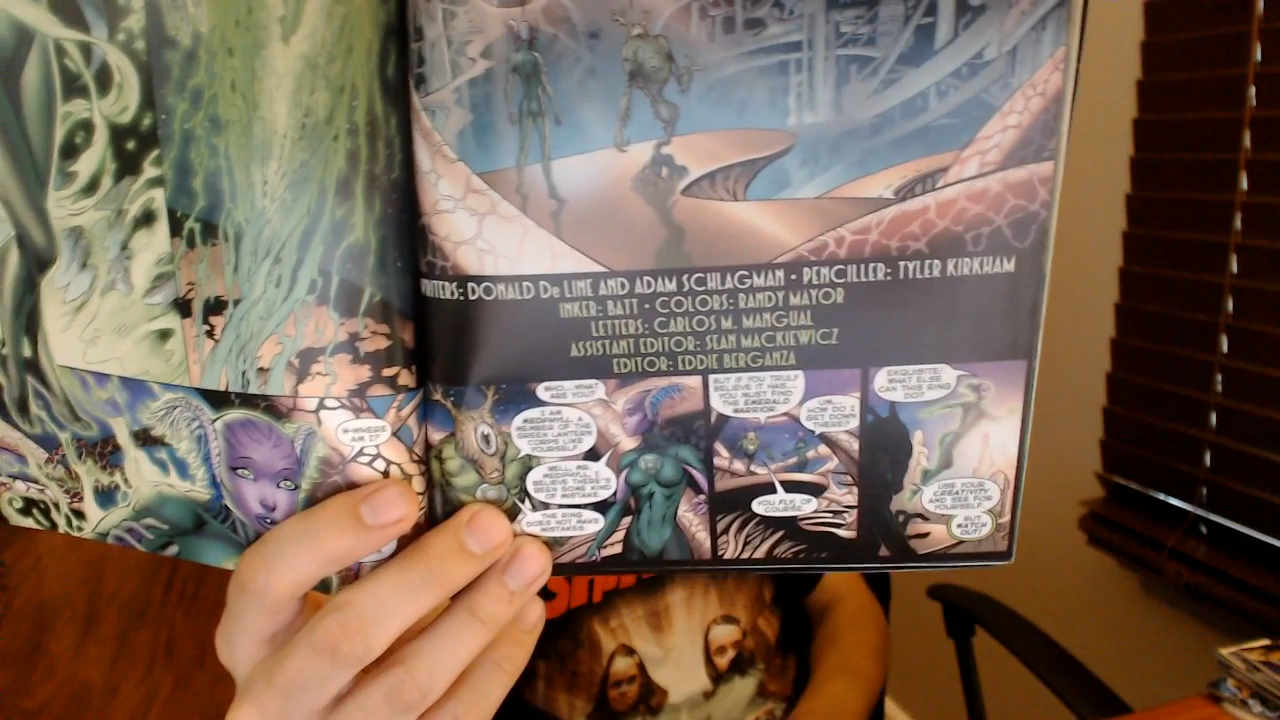 WRITERS: DONALD De LINE AND ADAM SCHLAGMAN • PENCILLER: TYLER KIRKHAM
INKER: BATT • COLORS: RANDY MAYOR
LETTERS: CARLOS M. MANGUAL
ASSISTANT EDITOR: SEAN MACKIEWICZ
EDITOR: EDDIE BERGANZA
W-WHERE
AM I?
WHO... WHAT
ARE YOU?
I AM
MEDPHYLL, A
MEMBER OF THE
GREEN LANTERN
CORPS LIKE
YOURSELF.
WELL, MR.
MEDPHYLL, I
BELIEVE THERE'S
BEEN SOME KIND
OF MISTAKE.
THE RING
DOES NOT MAKE
MISTAKES.
BUT IF YOU TRULY
BELIEVE IT HAS...
YOU MUST FIND
THE EMERALD
WARRIOR.
UM...
HOW DO I
GET DOWN
THERE?
YOU FLY, OF
COURSE.
EXQUISITE!
WHAT ELSE
CAN THIS RING
DO?
USE YOUR
CREATIVITY
AND SEE FOR
YOURSELF.
BUT
WATCH
OUT!